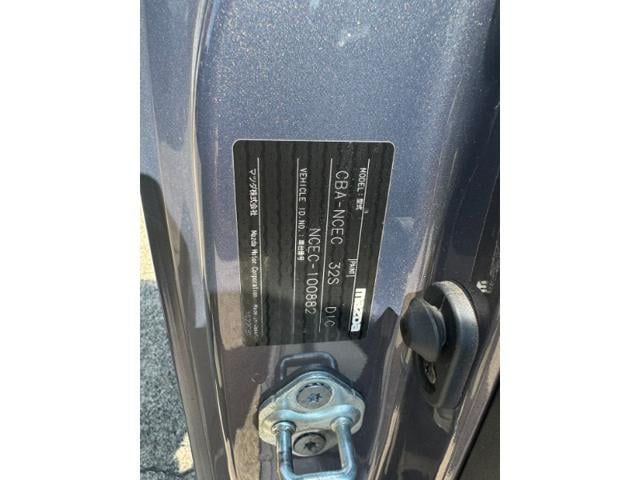 MODEL: 型式 [PAINT] mazda
CBA-NCEC 32S D1C
VEHICLE ID.NO.: 車台番号
NCEC-100882
マツダ株式会社 Mazda Motor Corporation